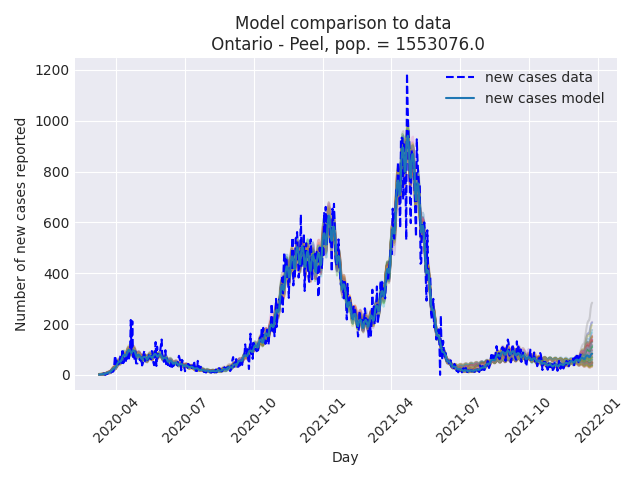 Model comparison to data
Ontario - Peel, pop. = 1553076.0
new cases data
new cases model
Number of new cases reported
1200
1000
800
600
400
200
0
2020-04
2020-07
2020-10
2021-01
2021-04
2021-07
2021-10
2022-01
Day